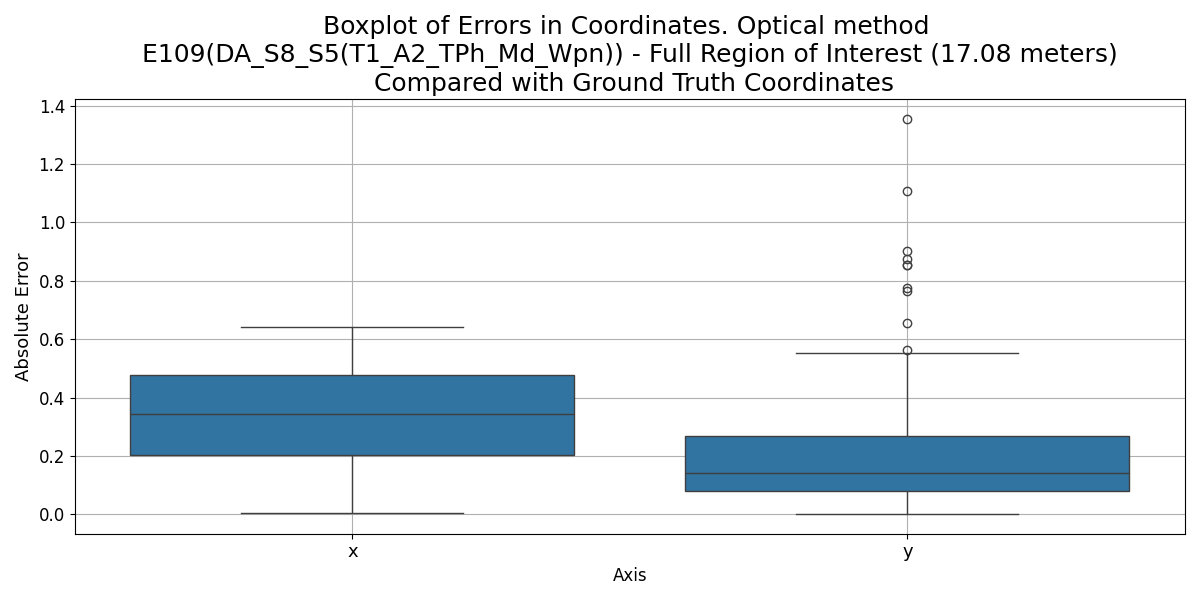 Boxplot of Errors in Coordinates. Optical method
E109(DA_S8_S5(T1_A2_TPh_Md_Wpn)) - Full Region of Interest (17.08 meters)
Compared with Ground Truth Coordinates
1.4
1.2
1.0
0.8
0.6
0.4
0.2
0.0
Absolute Error
x
y
Axis